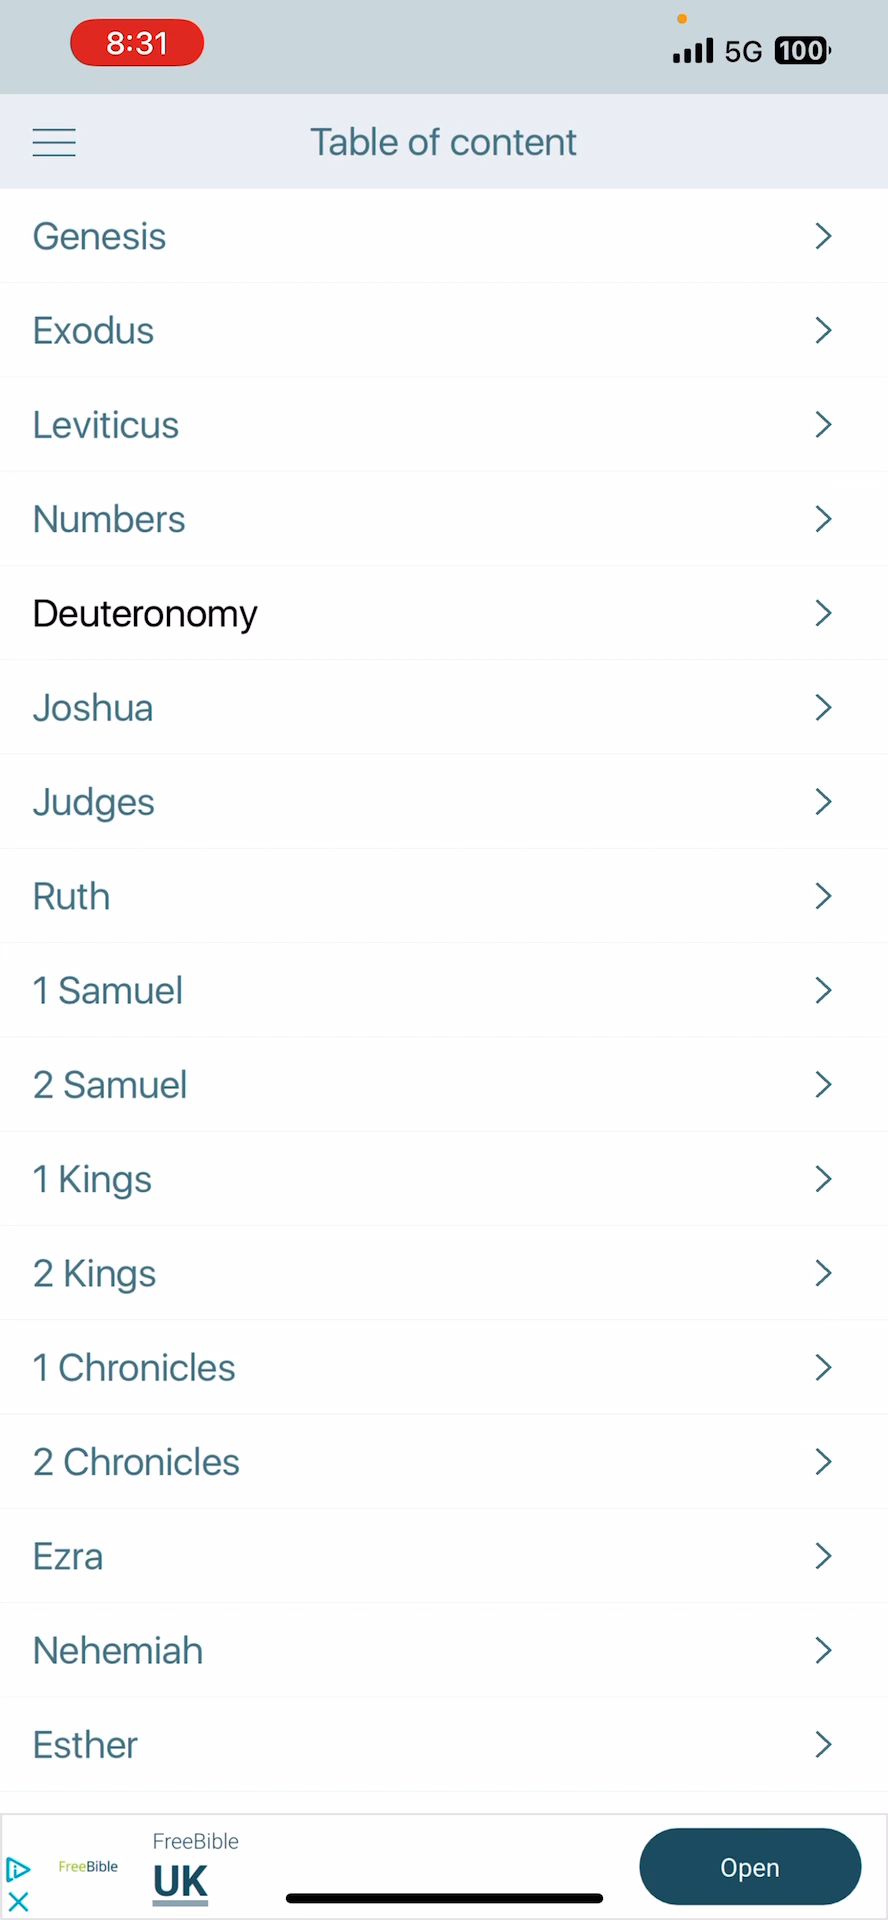 8:31
5G 100
Table of content
Genesis
Exodus
Leviticus
Numbers
Deuteronomy
Joshua
Judges
Ruth
1 Samuel
2 Samuel
1 Kings
2 Kings
1 Chronicles
2 Chronicles
Ezra
Nehemiah
Esther
FreeBible
FreeBible
UK
Open